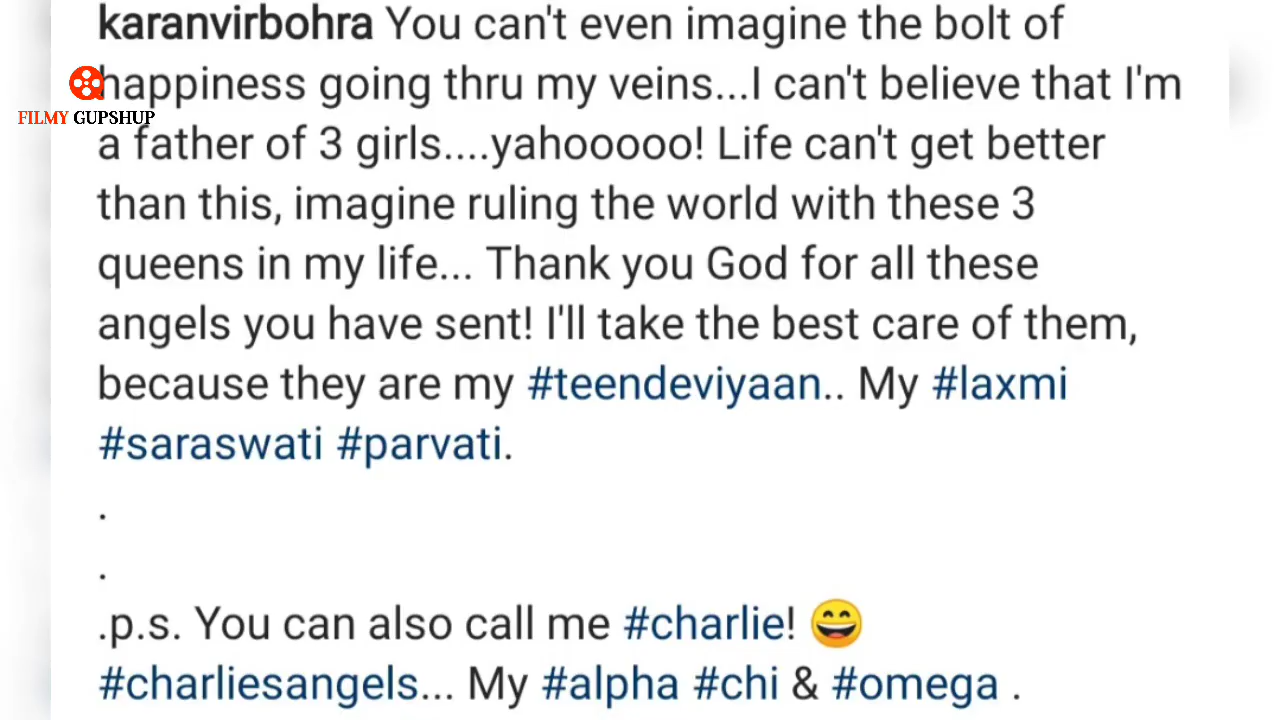 karanvirbohra You can't even imagine the bolt of
happiness going thru my veins...I can't believe that I'm
FILMY GUPSHUP
a father of 3 girls....yahooooo! Life can't get better
than this, imagine ruling the world with these 3
queens in my life... Thank you God for all these
angels you have sent! I'll take the best care of them,
because they are my #teendeviyaan.. My #laxmi
#saraswati #parvati.
.
.
.p.s. You can also call me #charlie! 😄
#charliesangels... My #alpha #chi & #omega .